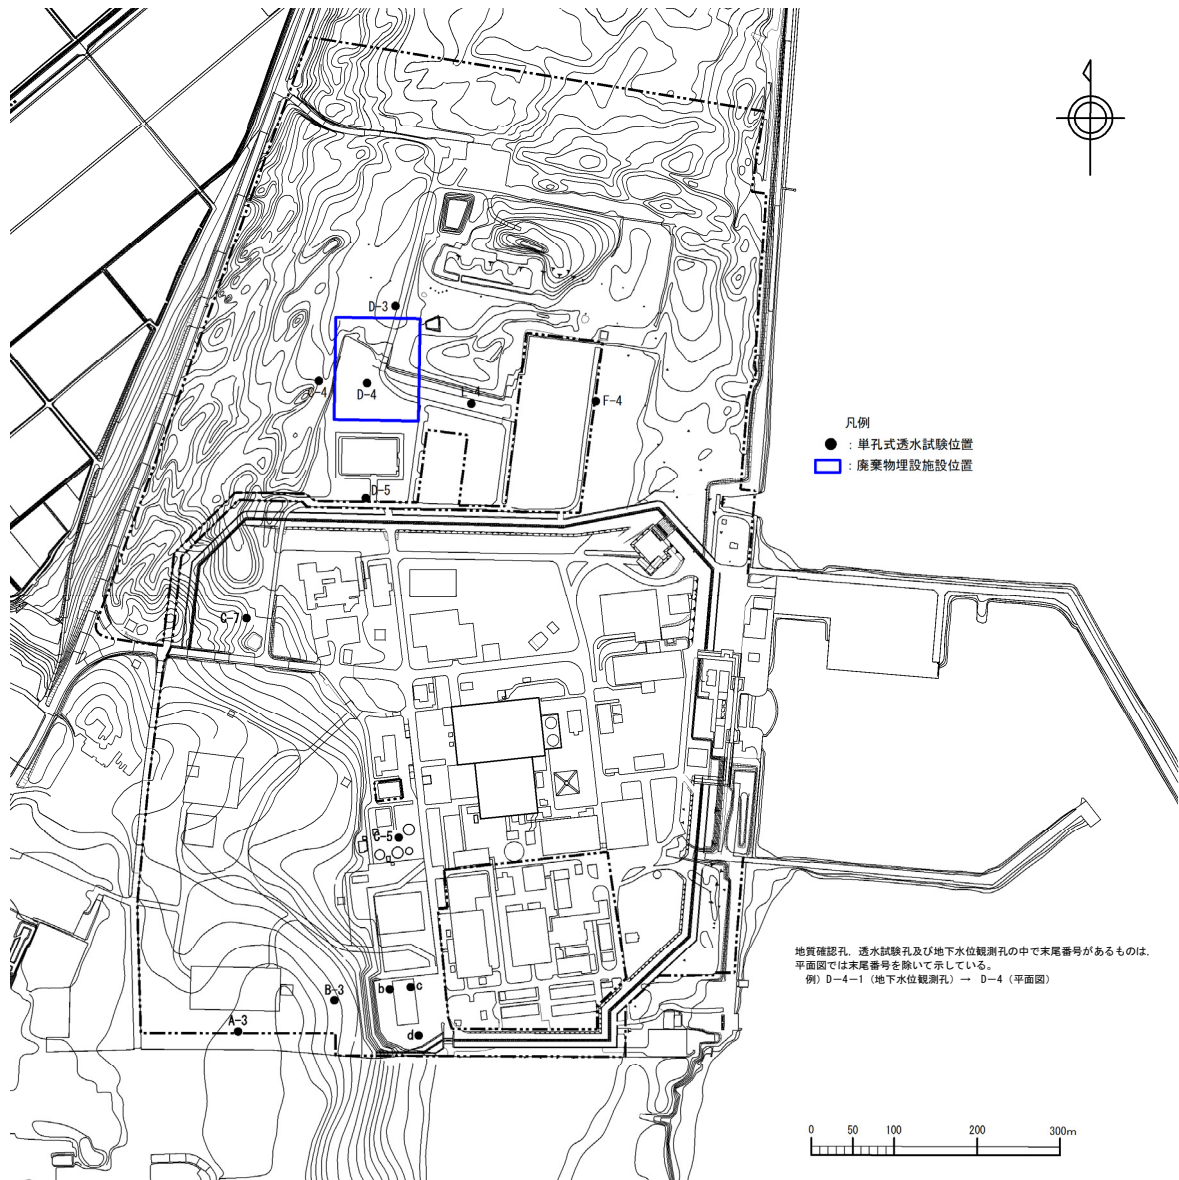 D-3
D-4
-4
-4
F-4
D-5
凡例
：単孔式透水試験位置
：廃棄物埋設施設位置
C-7
C-5
地質確認孔，透水試験孔及び地下水位観測孔の中で末尾番号があるものは，
平面図では末尾番号を除いて示している。
例）D－4－1（地下水位観測孔）→ D－4（平面図）
B-3
b
c
A-3
d
0 50 100 200 300m